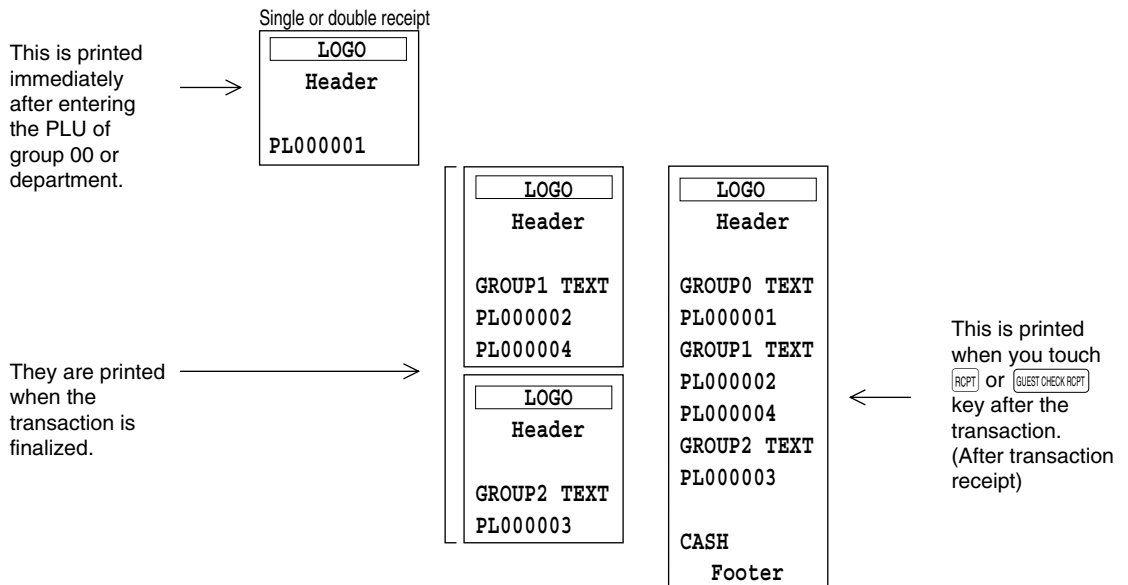 Single or double receipt
This is printed
immediately
after entering
the PLU of
group 00 or
department.
LOGO
Header
PL000001
They are printed
when the
transaction is
finalized.
LOGO
Header
GROUP1 TEXT
PL000002
PL000004
LOGO
Header
GROUP2 TEXT
PL000003
LOGO
Header
GROUP0 TEXT
PL000001
GROUP1 TEXT
PL000002
PL000004
GROUP2 TEXT
PL000003
CASH
Footer
This is printed
when you touch
RCPT or GUEST CHECK RCPT
key after the
transaction.
(After transaction
receipt)